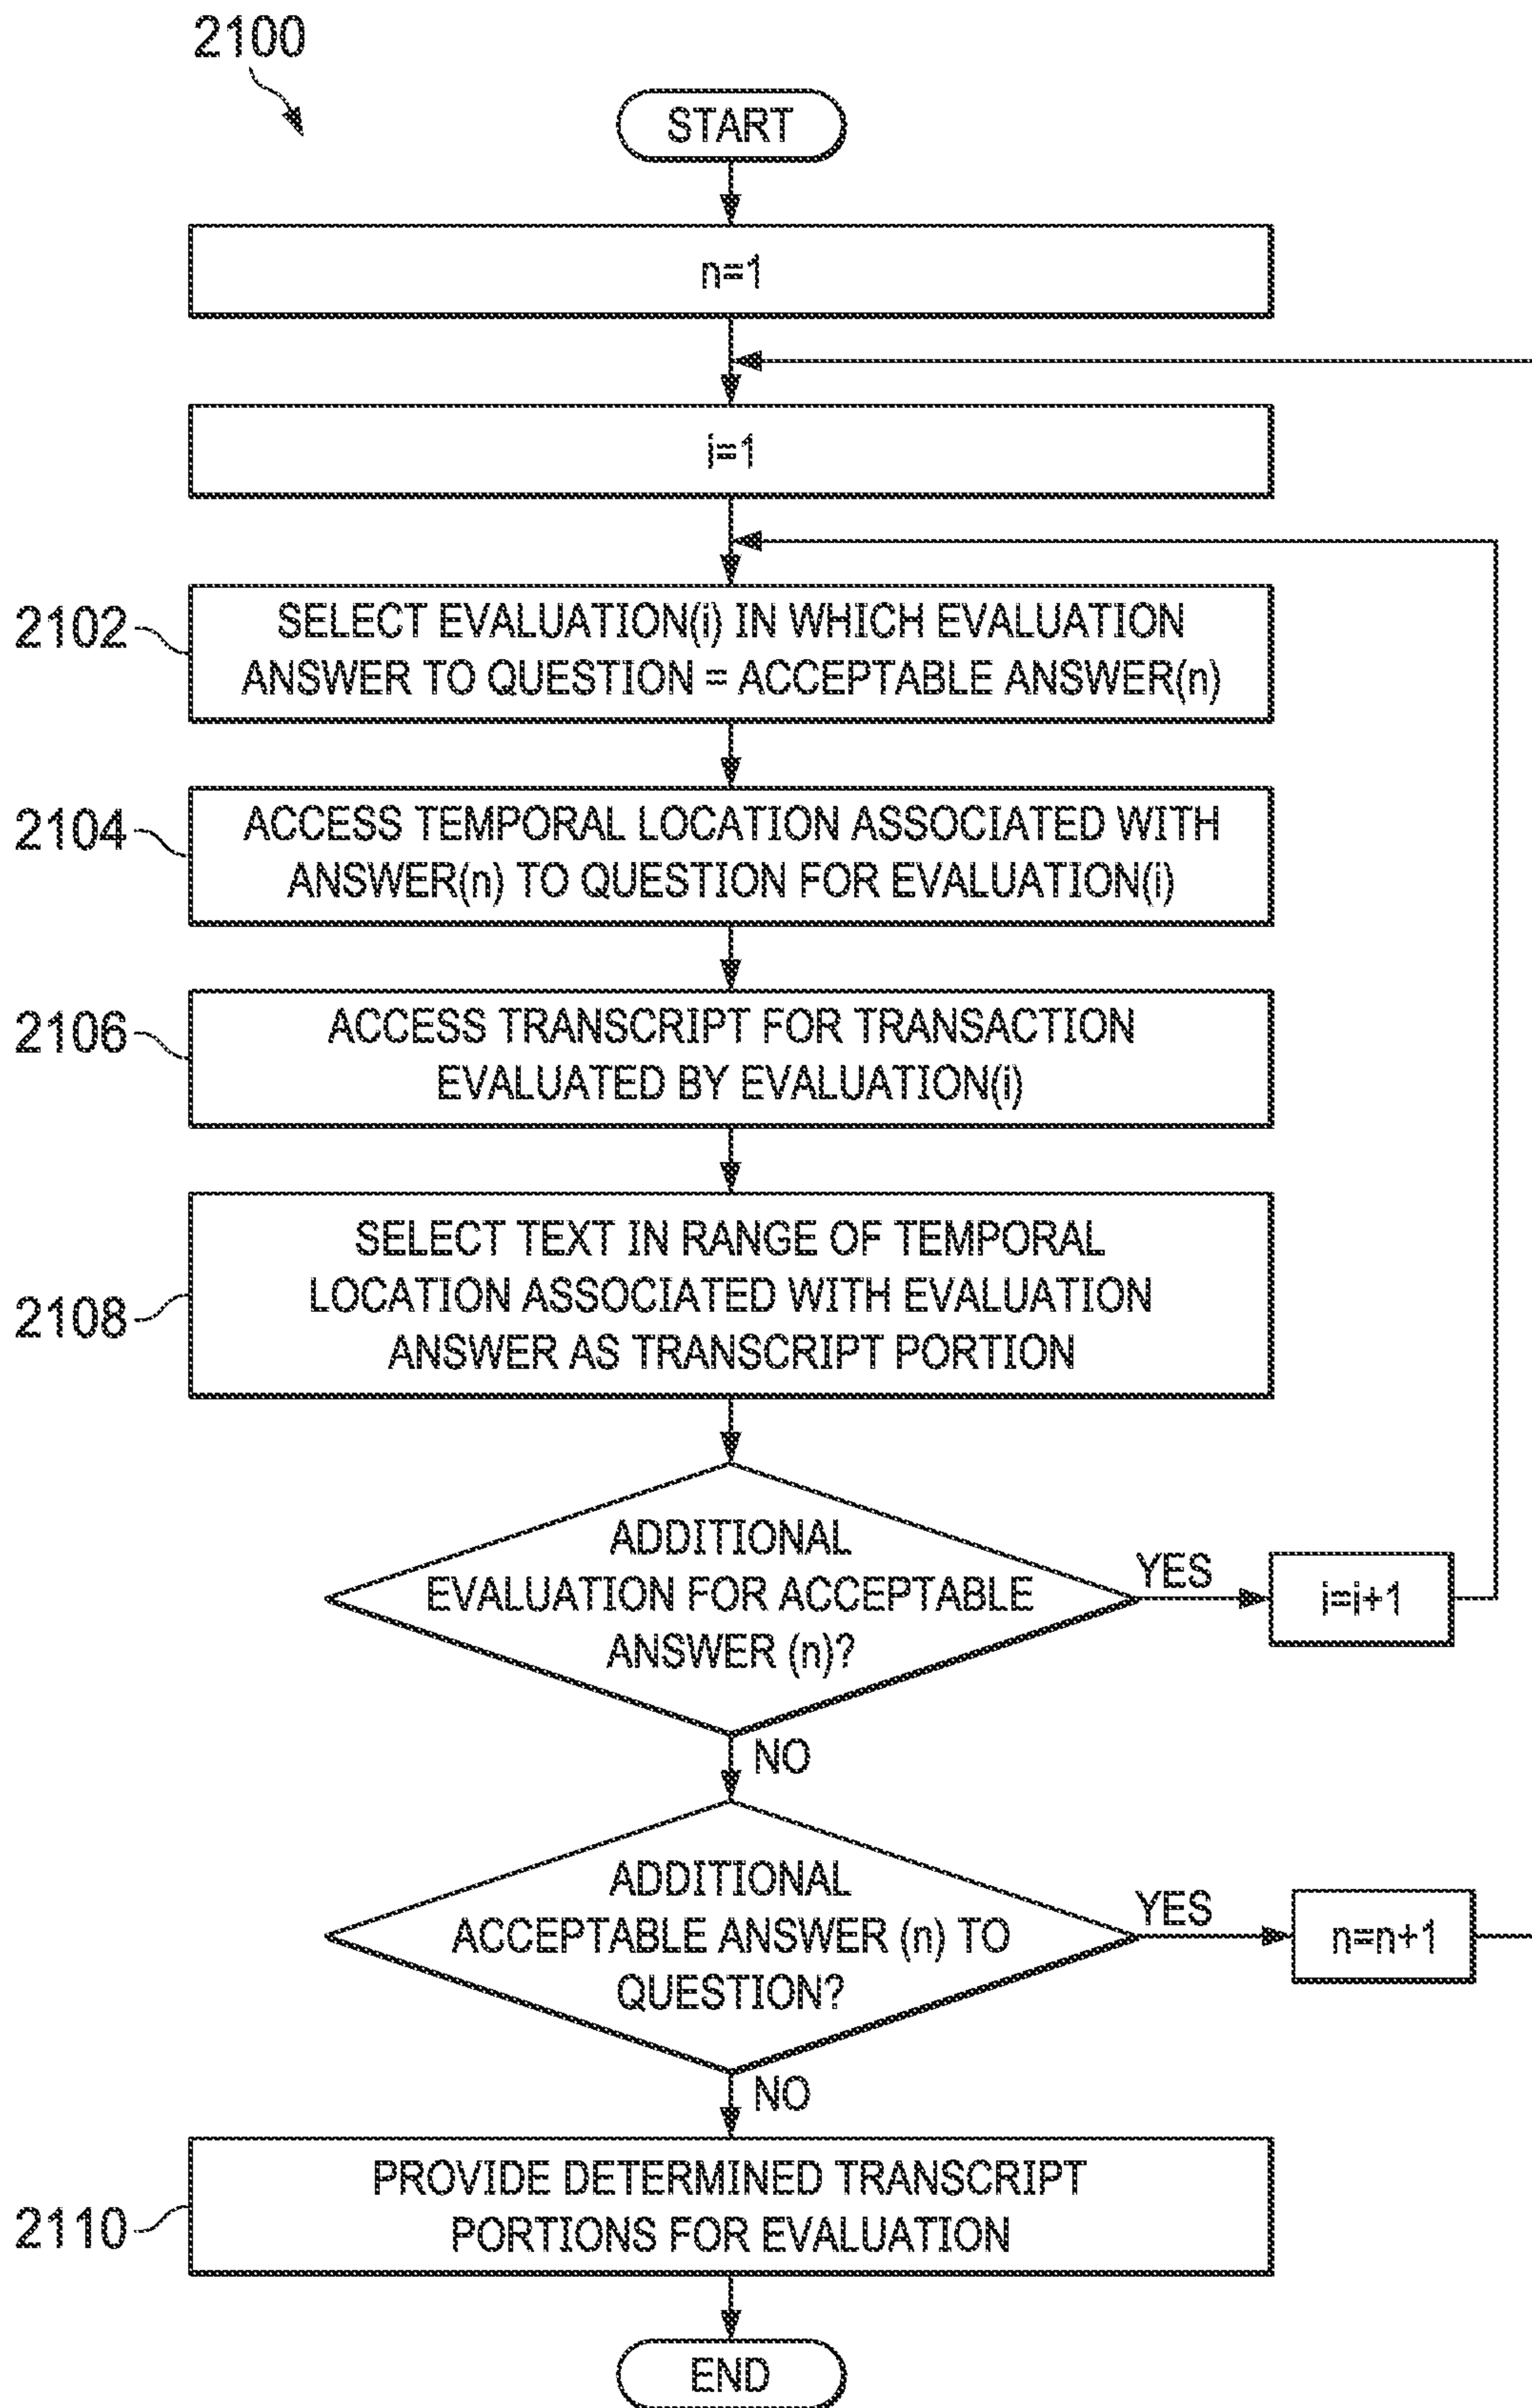 2100
START
n=1
i=1
2102
SELECT EVALUATION(i) IN WHICH EVALUATION
ANSWER TO QUESTION = ACCEPTABLE ANSWER(n)
2104
ACCESS TEMPORAL LOCATION ASSOCIATED WITH
ANSWER(n) TO QUESTION FOR EVALUATION(i)
2106
ACCESS TRANSCRIPT FOR TRANSACTION
EVALUATED BY EVALUATION(i)
2108
SELECT TEXT IN RANGE OF TEMPORAL
LOCATION ASSOCIATED WITH EVALUATION
ANSWER AS TRANSCRIPT PORTION
ADDITIONAL
EVALUATION FOR ACCEPTABLE
ANSWER (n)?
YES
i=i+1
NO
ADDITIONAL
ACCEPTABLE ANSWER (n) TO
QUESTION?
YES
n=n+1
NO
2110
PROVIDE DETERMINED TRANSCRIPT
PORTIONS FOR EVALUATION
END